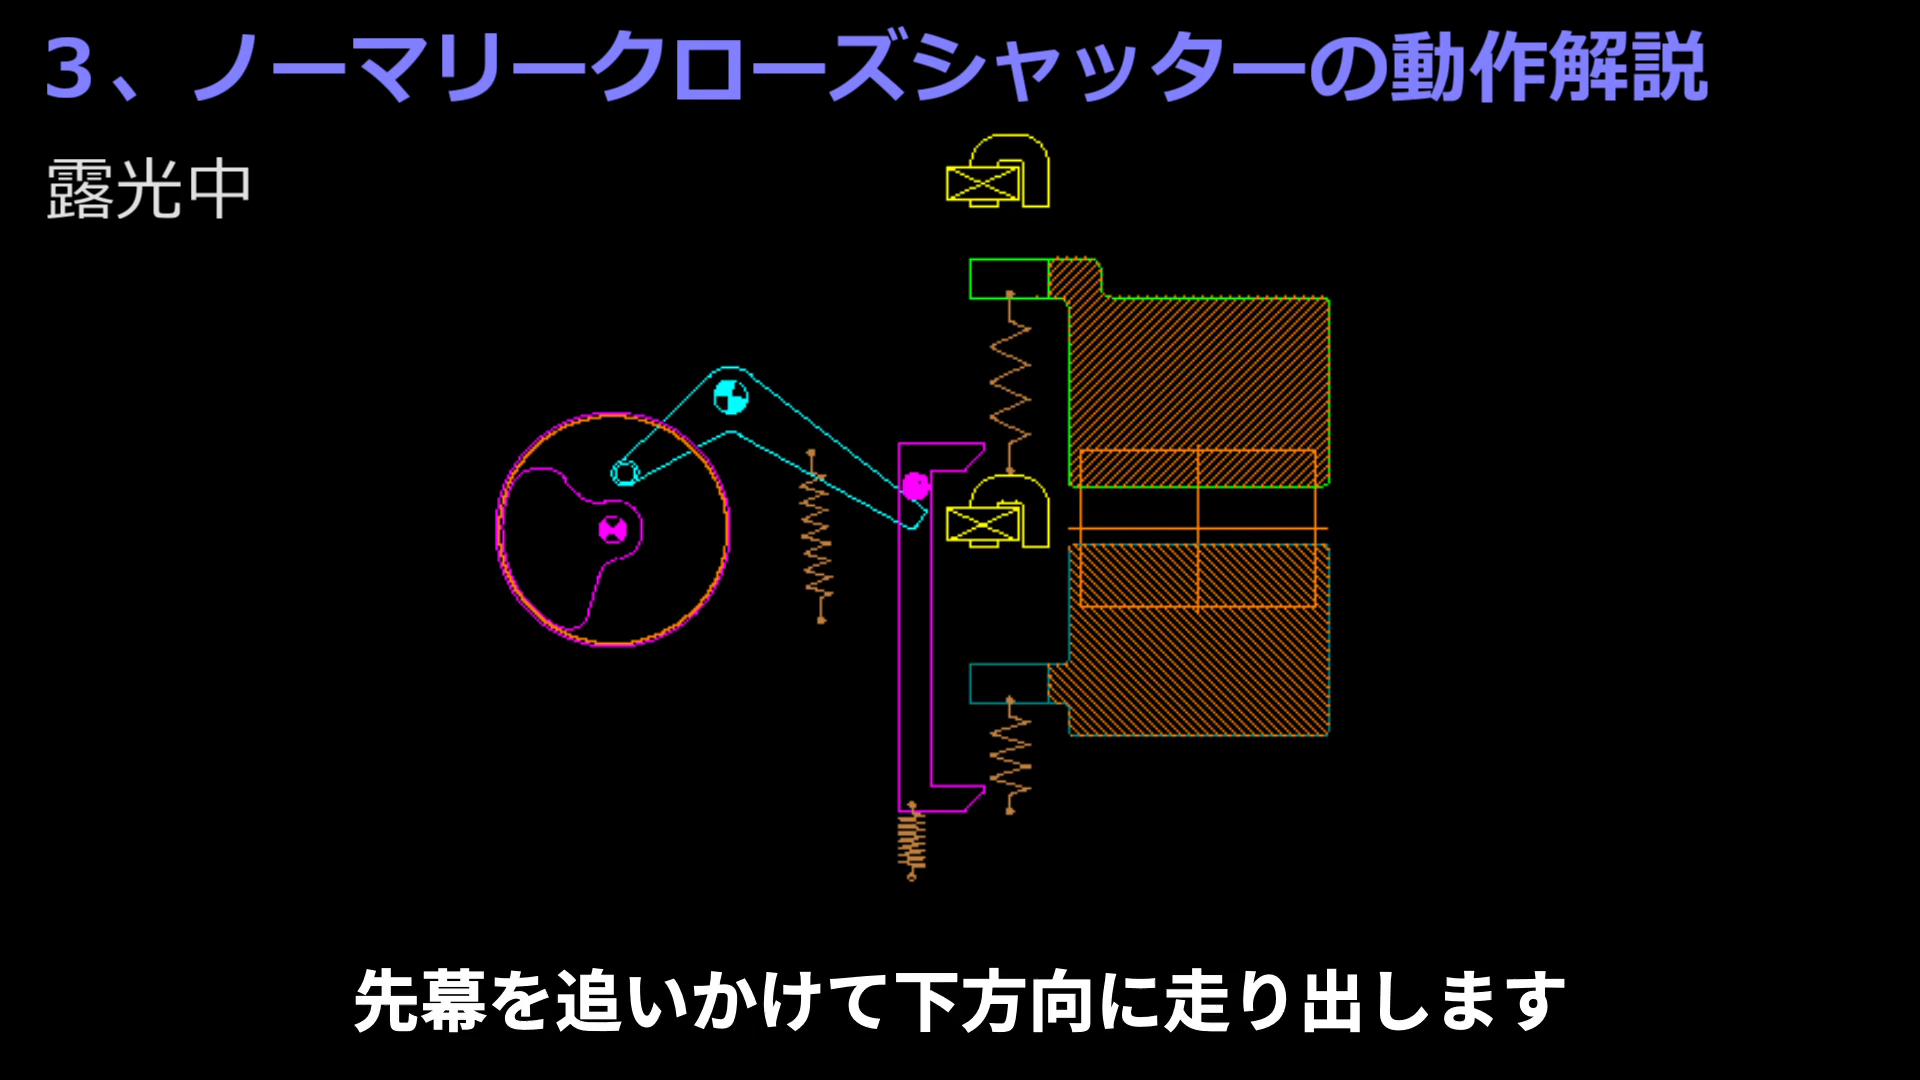 ３、ノーマリークローズシャッターの動作解説
露光中
先幕を追いかけて下方向に走り出します